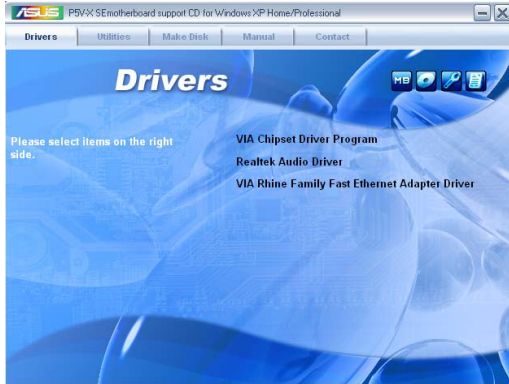 ASUS P5V-X SEmotherboard support CD for Windows XP Home/Professional
Drivers Utilities Make Disk Manual Contact
Drivers
MB
Please select items on the right
side.
VIA Chipset Driver Program
Realtek Audio Driver
VIA Rhine Family Fast Ethernet Adapter Driver